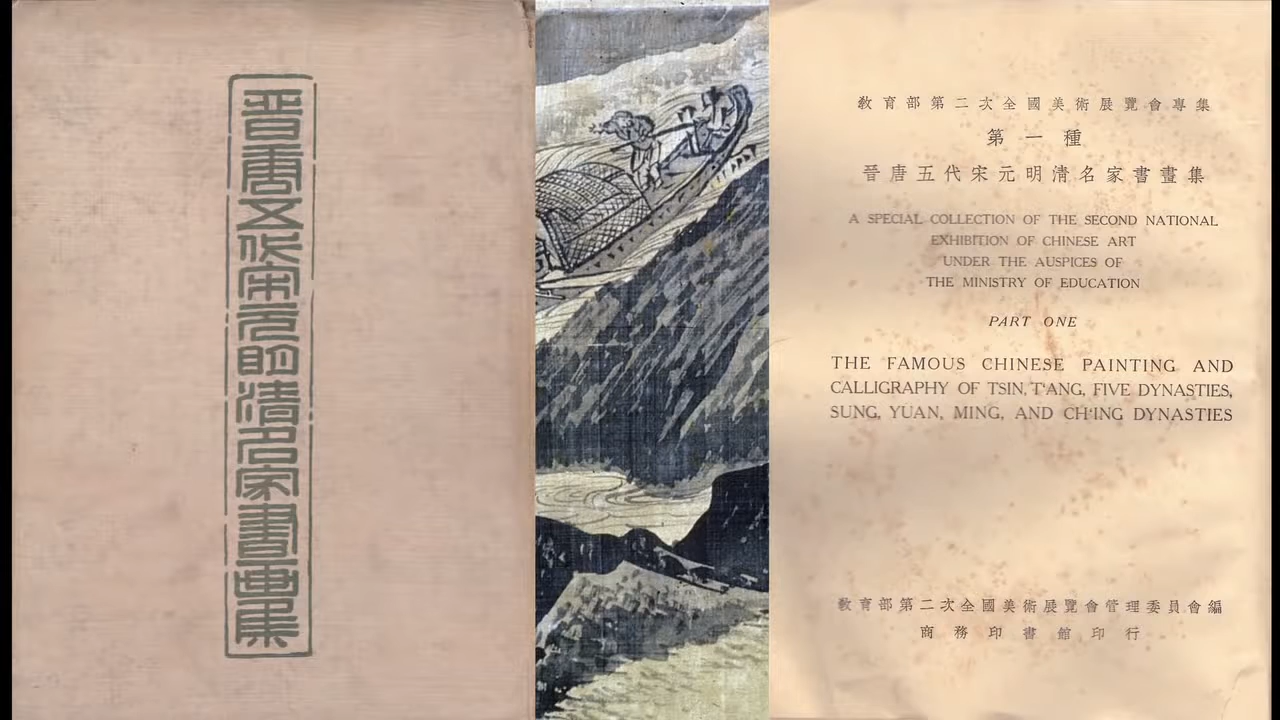 晋唐五代宋元明清名家書畫集
教育部第二次全國美術展覽會專集
第一種
晉唐五代宋元明清名家書畫集
A SPECIAL COLLECTION OF THE SECOND NATIONAL
EXHIBITION OF CHINESE ART
UNDER THE AUSPICES OF
THE MINISTRY OF EDUCATION
PART ONE
THE FAMOUS CHINESE PAINTING AND
CALLIGRAPHY OF TSIN, T'ANG, FIVE DYNASTIES,
SUNG, YUAN, MING, AND CH'ING DYNASTIES
教育部第二次全國美術展覽會管理委員會編
商務印書館印行